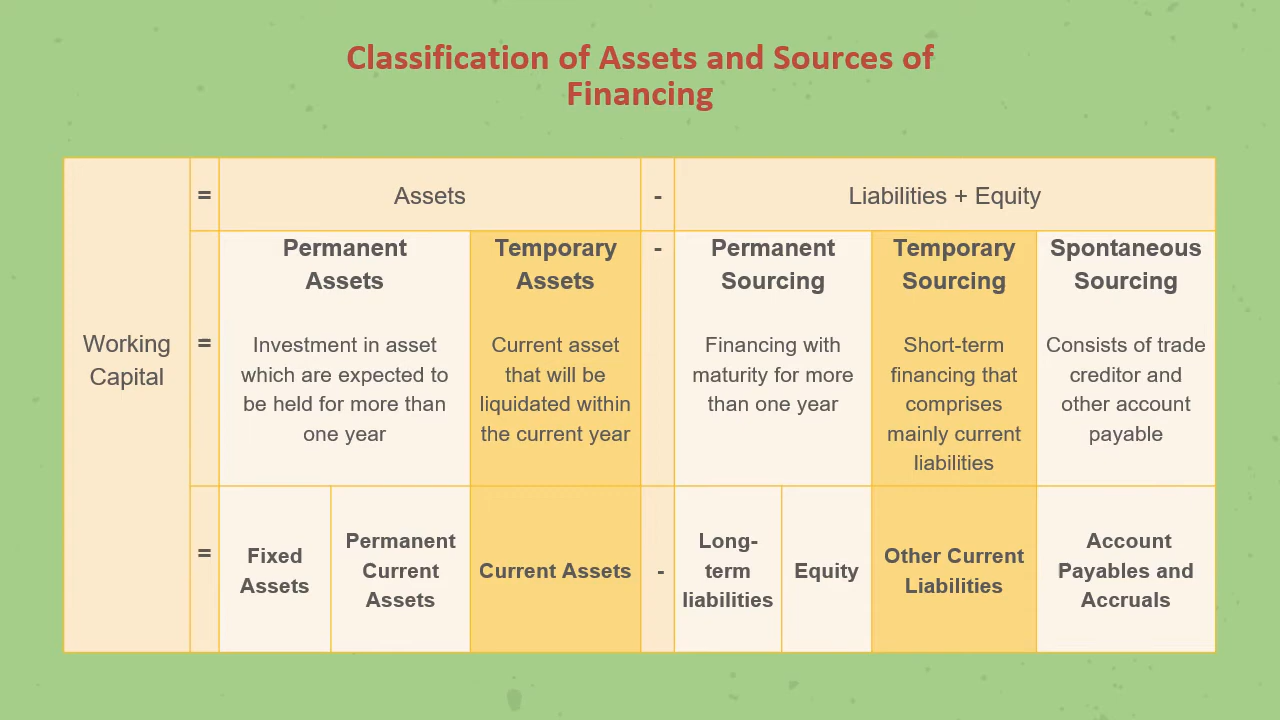 Classification of Assets and Sources of
Financing
Working
Capital
=
Assets
-
Liabilities + Equity
=
Permanent
Assets
Investment in asset
which are expected to
be held for more than
one year
Temporary
Assets
Current asset
that will be
liquidated within
the current year
-
Permanent
Sourcing
Financing with
maturity for more
than one year
Temporary
Sourcing
Short-term
financing that
comprises
mainly current
liabilities
Spontaneous
Sourcing
Consists of trade
creditor and
other account
payable
=
Fixed
Assets
Permanent
Current
Assets
Current Assets
-
Long-
term
liabilities
Equity
Other Current
Liabilities
Account
Payables and
Accruals